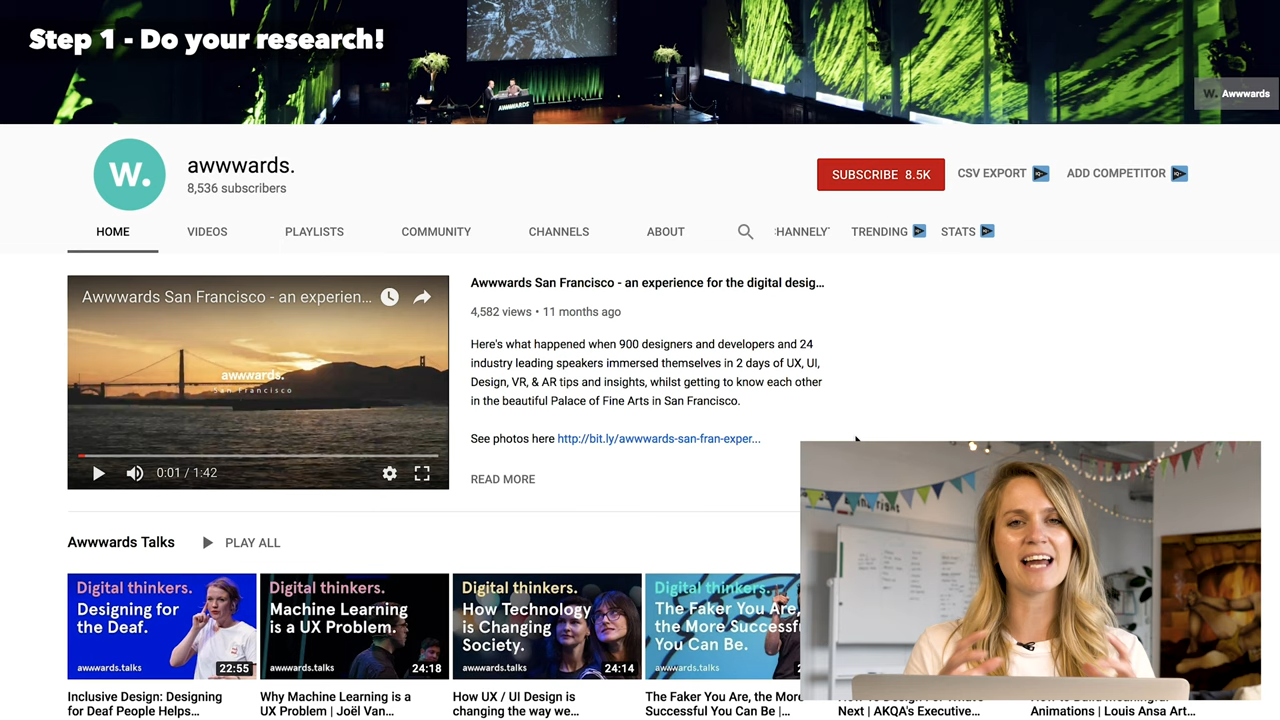 Step 1 - Do your research!
AWWWARDS
W. Awwwards
W.
awwwards.
8,536 subscribers
SUBSCRIBE 8.5K
CSV EXPORT
ADD COMPETITOR
HOME
VIDEOS
PLAYLISTS
COMMUNITY
CHANNELS
ABOUT
CHANNELY
TRENDING
STATS
Awwwards San Francisco - an experien...
awwwards.
San Francisco
0:01 / 1:42
Awwwards San Francisco - an experience for the digital desig...
4,582 views • 11 months ago
Here's what happened when 900 designers and developers and 24
industry leading speakers immersed themselves in 2 days of UX, UI,
Design, VR, & AR tips and insights, whilst getting to know each other
in the beautiful Palace of Fine Arts in San Francisco.
See photos here http://bit.ly/awwwards-san-fran-exper...
READ MORE
Awwwards Talks
PLAY ALL
Digital thinkers.
Designing for
the Deaf.
awwwards.talks
22:55
Digital thinkers.
Machine Learning
is a UX Problem.
awwwards.talks
24:18
Digital thinkers.
How Technology
is Changing
Society.
awwwards.talks
24:14
Digital thinkers.
The Faker You Are,
the More Successf
You Can Be.
awwwards.talks
Inclusive Design: Designing
for Deaf People Helps...
Why Machine Learning is a
UX Problem | Joël Van...
How UX / UI Design is
changing the way we...
The Faker You Are, the More
Successful You Can Be |...
Next | AKQA's Executive...
Animations | Louis Ansa Art...